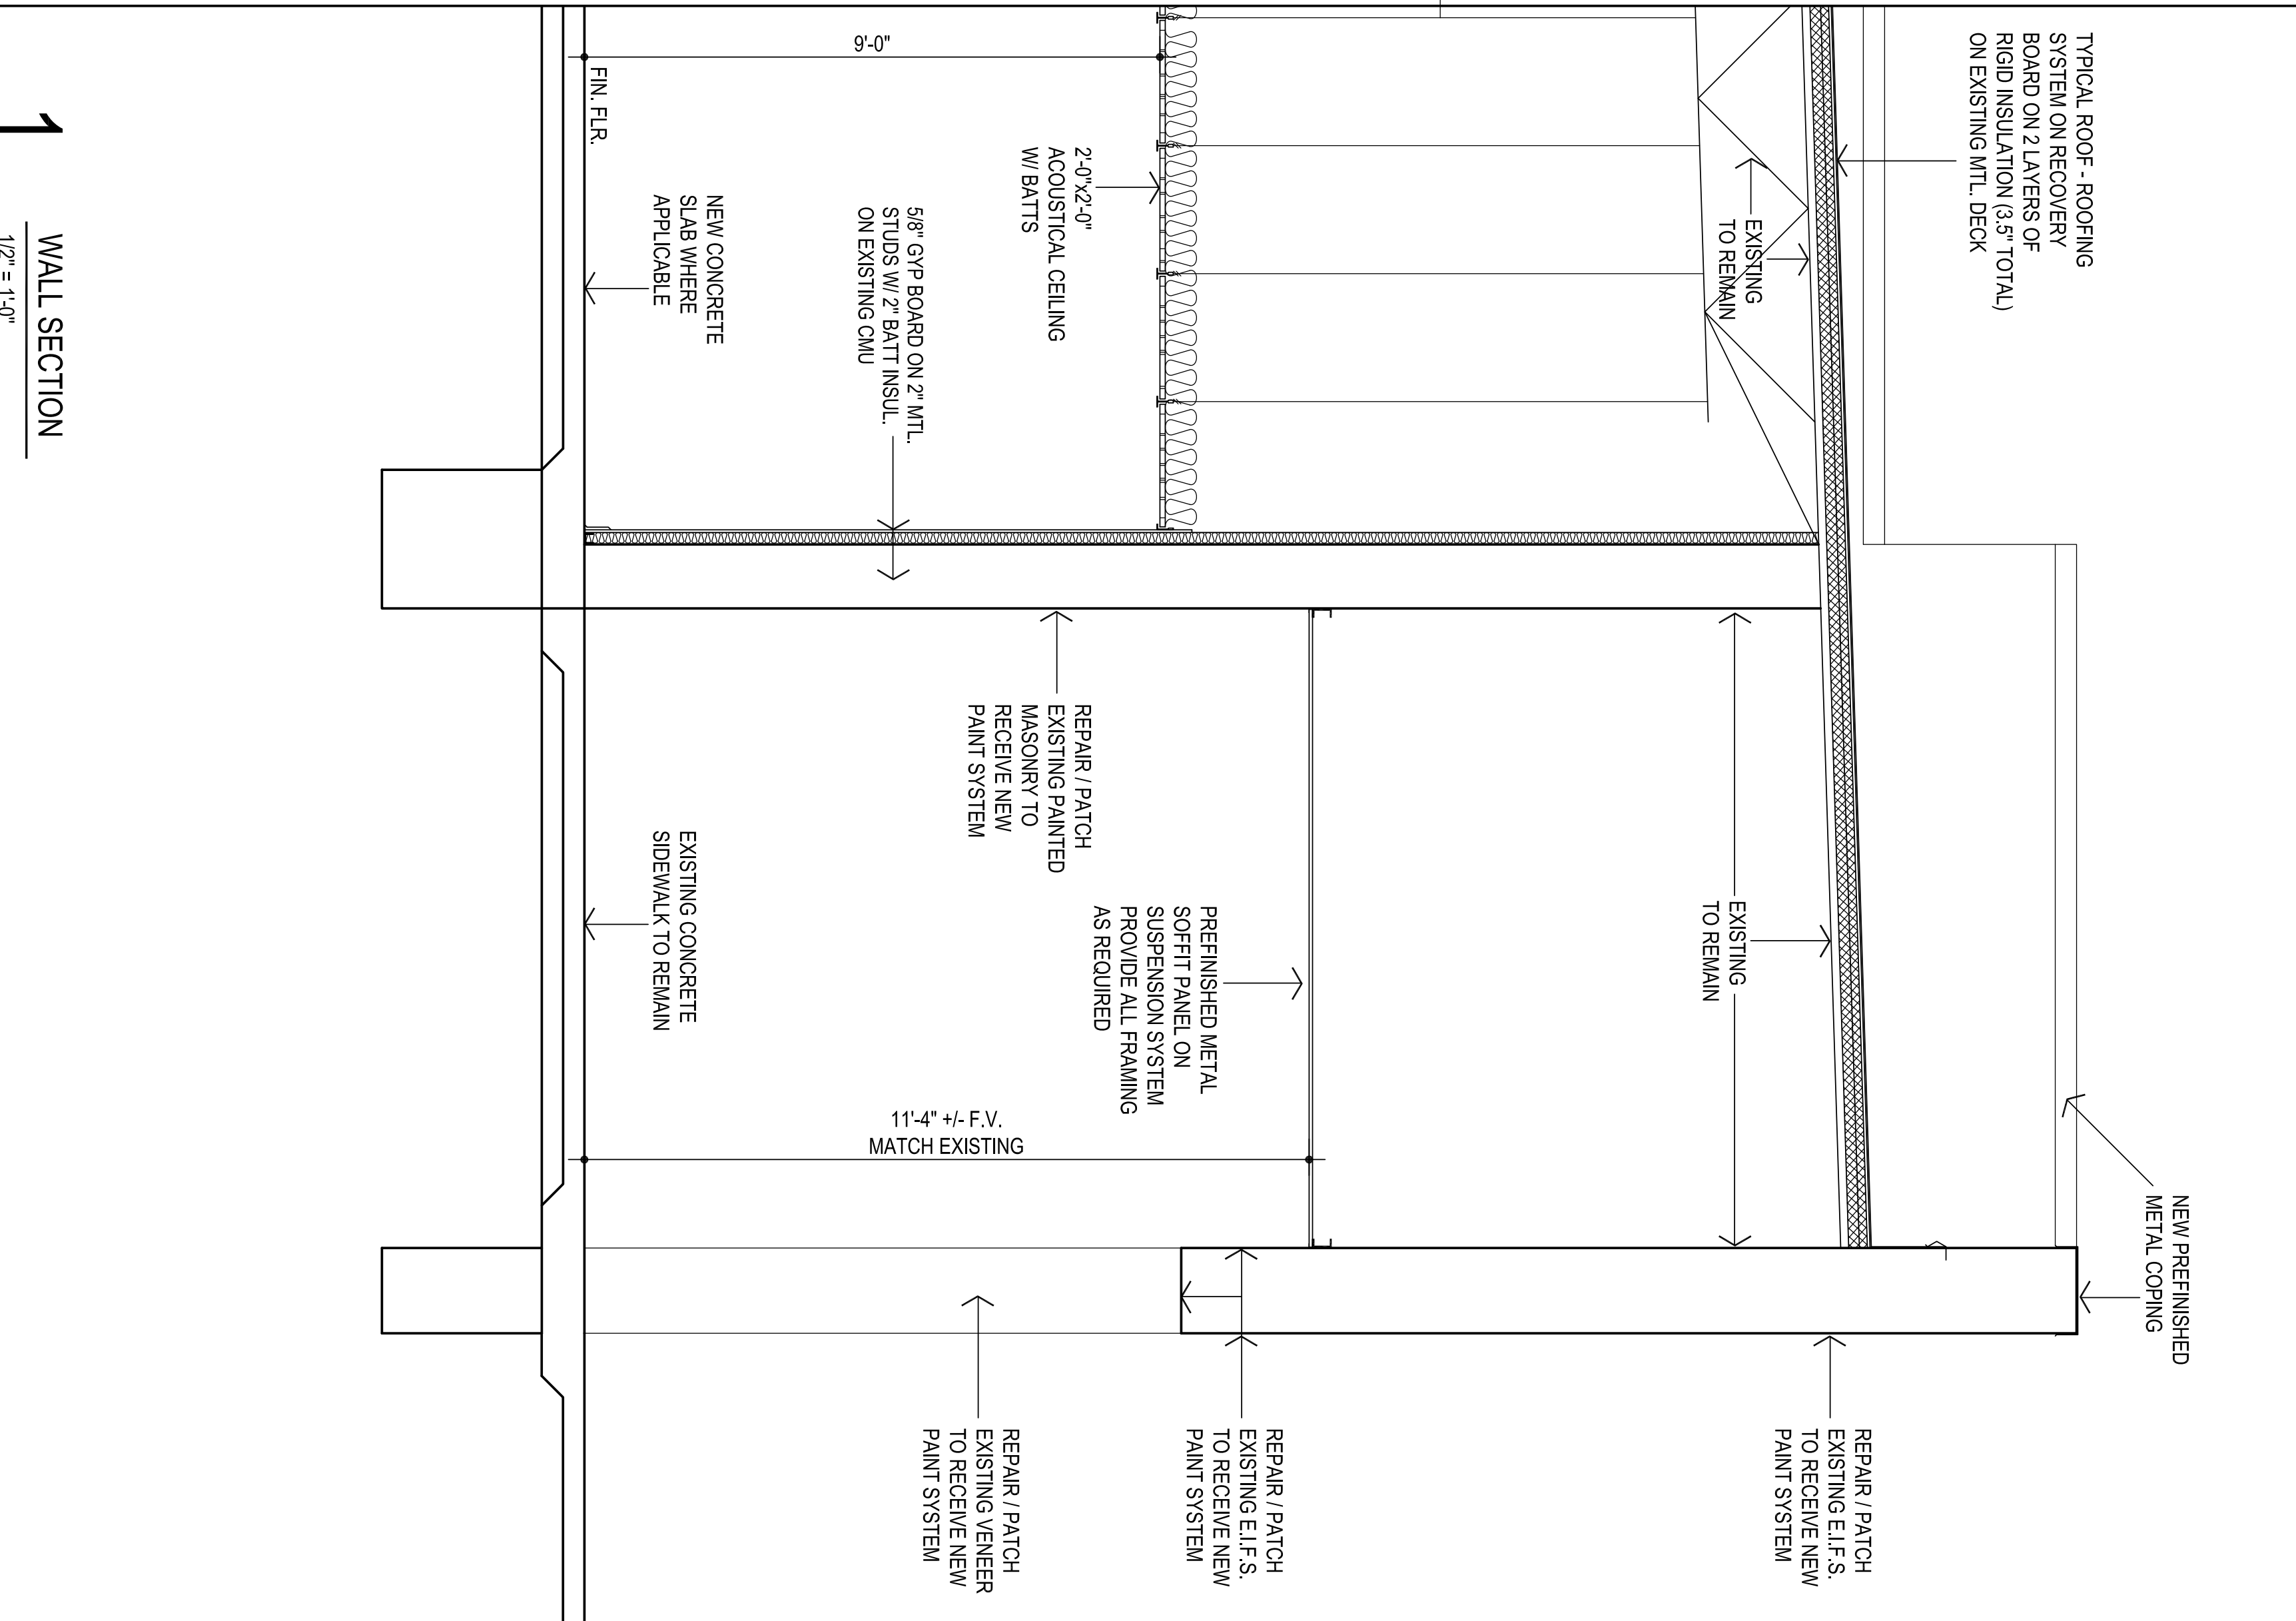 TYPICAL ROOF - ROOFING
SYSTEM ON RECOVERY
BOARD ON 2 LAYERS OF
RIGID INSULATION (3.5" TOTAL)
ON EXISTING MTL. DECK
NEW PREFINISHED
METAL COPING
EXISTING
TO REMAIN
EXISTING
TO REMAIN
REPAIR / PATCH
EXISTING E.I.F.S.
TO RECEIVE NEW
PAINT SYSTEM
2'-0"x2'-0"
ACOUSTICAL CEILING
W/ BATTS
PREFINISHED METAL
SOFFIT PANEL ON
SUSPENSION SYSTEM
PROVIDE ALL FRAMING
AS REQUIRED
REPAIR / PATCH
EXISTING E.I.F.S.
TO RECEIVE NEW
PAINT SYSTEM
REPAIR / PATCH
EXISTING PAINTED
MASONRY TO
RECEIVE NEW
PAINT SYSTEM
9'-0"
5/8" GYP BOARD ON 2" MTL.
STUDS W/ 2" BATT INSUL.
ON EXISTING CMU
11'-4" +/- F.V.
MATCH EXISTING
REPAIR / PATCH
EXISTING VENEER
TO RECEIVE NEW
PAINT SYSTEM
NEW CONCRETE
SLAB WHERE
APPLICABLE
EXISTING CONCRETE
SIDEWALK TO REMAIN
FIN. FLR.
1
WALL SECTION
1/2" = 1'-0"